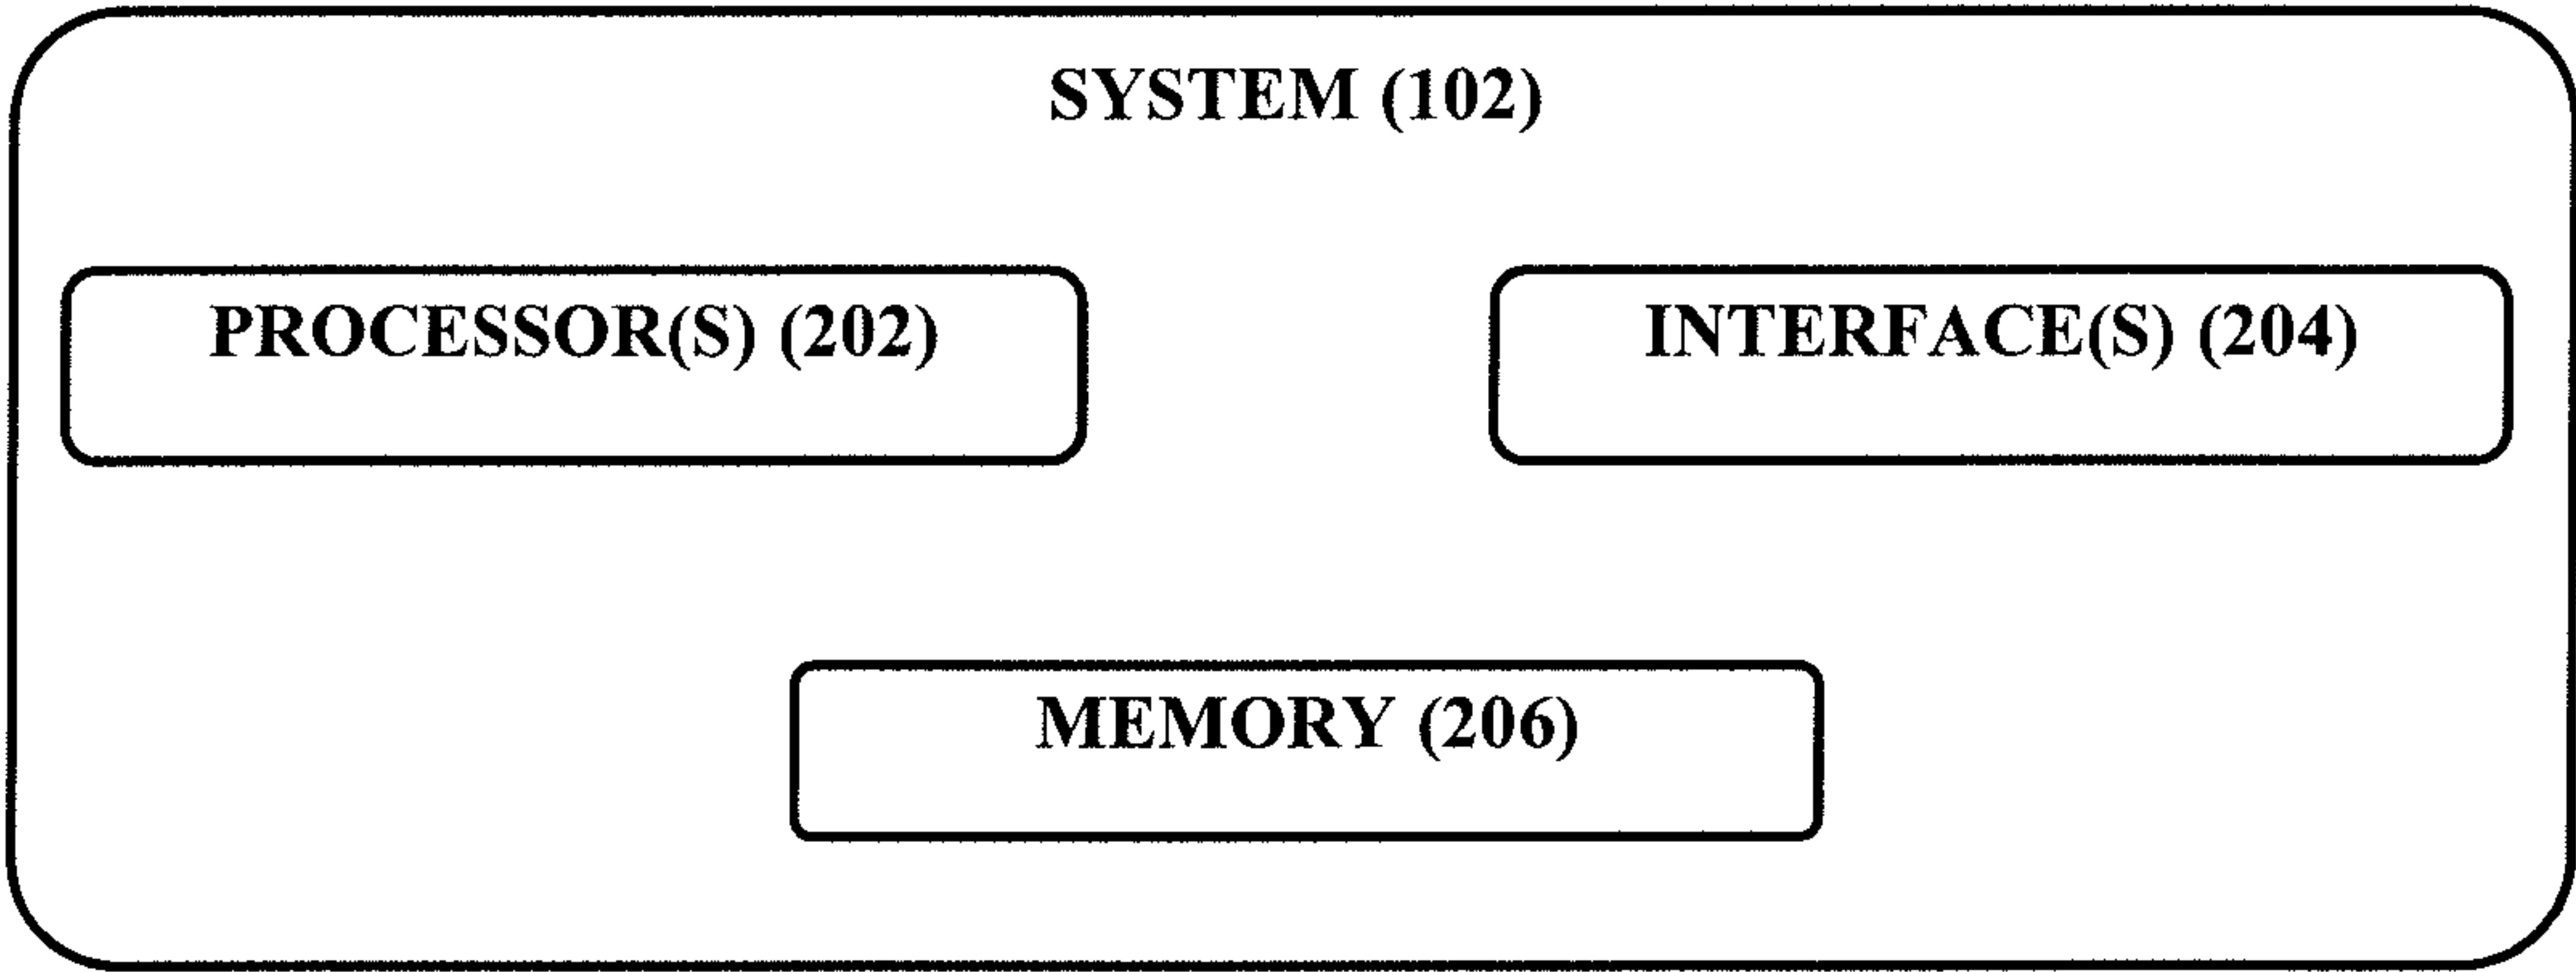 SYSTEM (102)
PROCESSOR(S) (202)
INTERFACE(S) (204)
MEMORY (206)